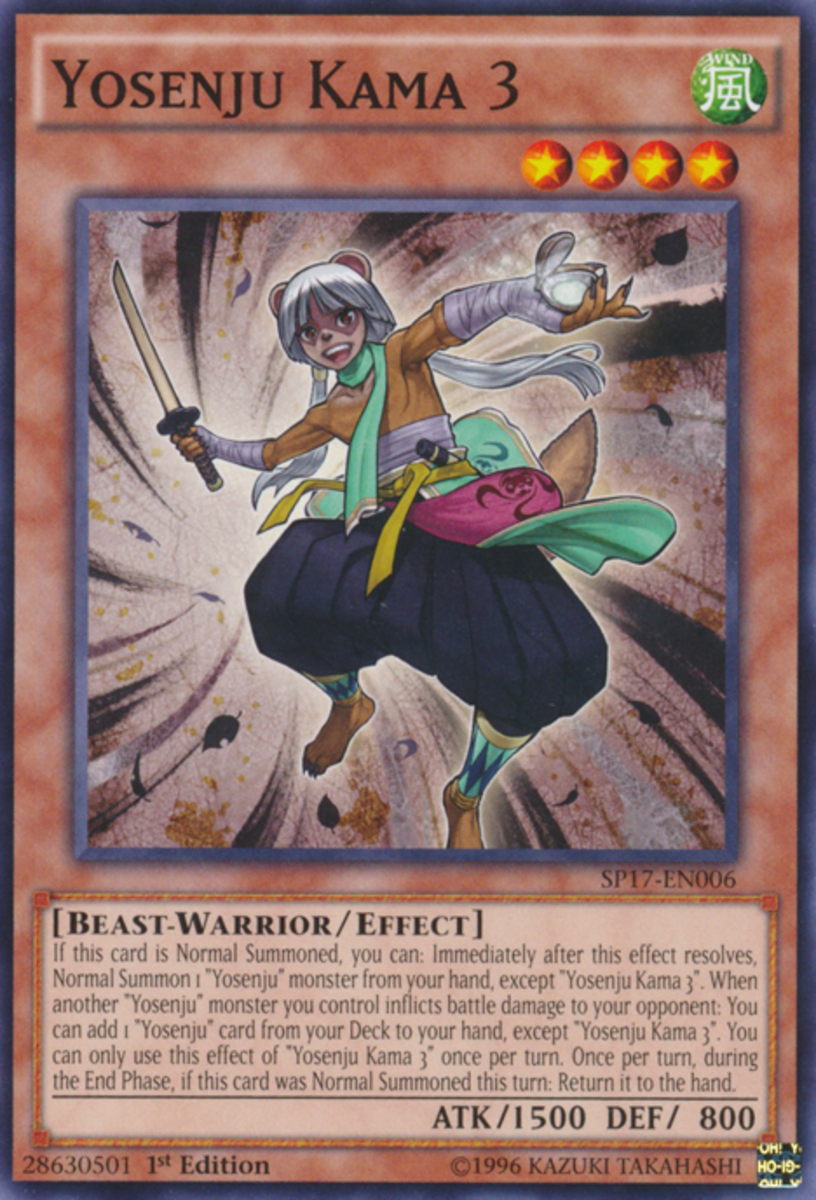 Yosenju Kama 3
WIND
風
SP17-EN006
[Beast-Warrior/Effect]
If this card is Normal Summoned, you can: Immediately after this effect resolves,
Normal Summon 1 "Yosenju" monster from your hand, except "Yosenju Kama 3". When
another "Yosenju" monster you control inflicts battle damage to your opponent: You
can add 1 "Yosenju" card from your Deck to your hand, except "Yosenju Kama 3". You
can only use this effect of "Yosenju Kama 3" once per turn. Once per turn, during
the End Phase, if this card was Normal Summoned this turn: Return it to the hand.
ATK/1500 DEF/ 800
28630501 1st Edition
©1996 KAZUKI TAKAHASHI